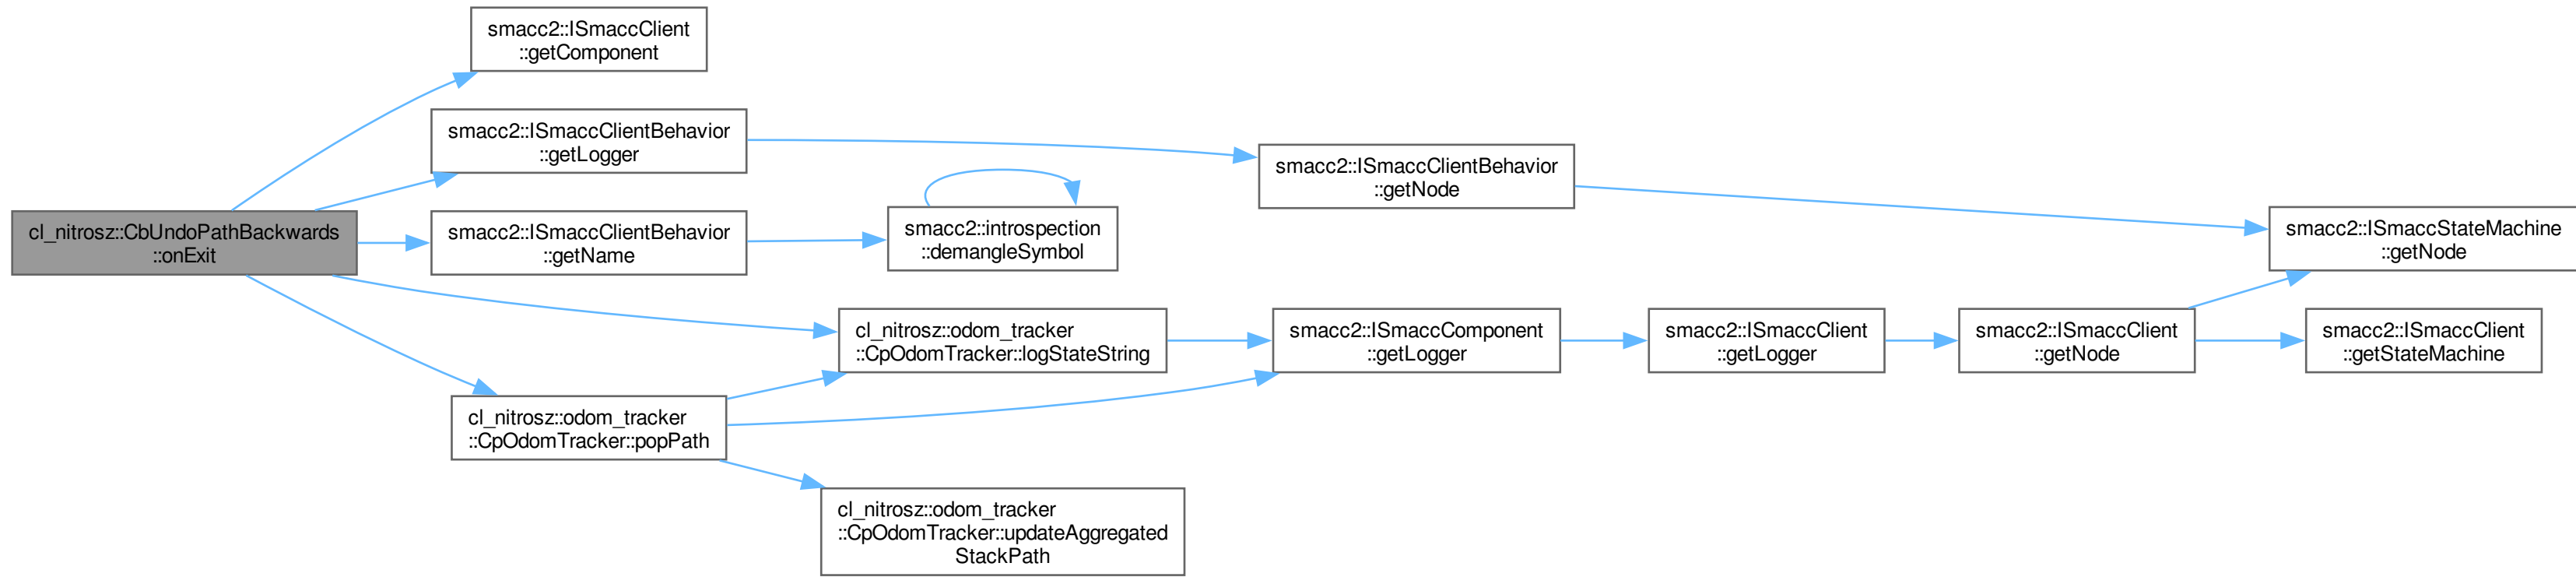 smacc2::ISmaccClient
::getComponent
smacc2::ISmaccClientBehavior
::getLogger
smacc2::ISmaccClientBehavior
::getNode
cl_nitrosz::CbUndoPathBackwards
::onExit
smacc2::ISmaccClientBehavior
::getName
smacc2::introspection
::demangleSymbol
smacc2::ISmaccStateMachine
::getNode
cl_nitrosz::odom_tracker
::CpOdomTracker::logStateString
smacc2::ISmaccComponent
::getLogger
smacc2::ISmaccClient
::getLogger
smacc2::ISmaccClient
::getNode
smacc2::ISmaccClient
::getStateMachine
cl_nitrosz::odom_tracker
::CpOdomTracker::popPath
cl_nitrosz::odom_tracker
::CpOdomTracker::updateAggregated
StackPath